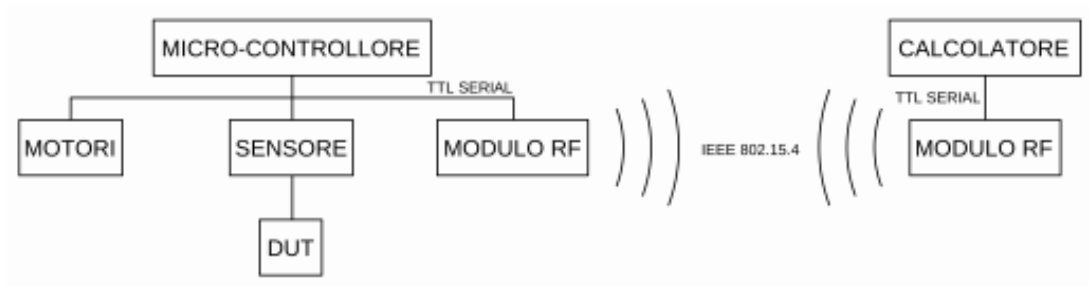 MICRO-CONTROLLORE
CALCOLATORE
TTL SERIAL
TTL SERIAL
MOTORI
SENSORE
MODULO RF
IEEE 802.15.4
MODULO RF
DUT